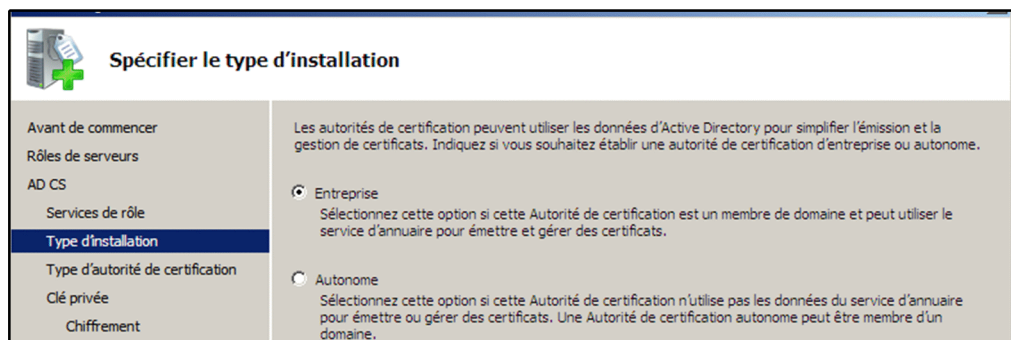 Spécifier le type d'installation
Avant de commencer
Rôles de serveurs
AD CS
Services de rôle
Type d'installation
Type d'autorité de certification
Clé privée
Chiffrement
Les autorités de certification peuvent utiliser les données d'Active Directory pour simplifier l'émission et la
gestion de certificats. Indiquez si vous souhaitez établir une autorité de certification d'entreprise ou autonome.
Entreprise
Sélectionnez cette option si cette Autorité de certification est un membre de domaine et peut utiliser le
service d'annuaire pour émettre et gérer des certificats.
Autonome
Sélectionnez cette option si cette Autorité de certification n'utilise pas les données du service d'annuaire
pour émettre ou gérer des certificats. Une Autorité de certification autonome peut être membre d'un
domaine.